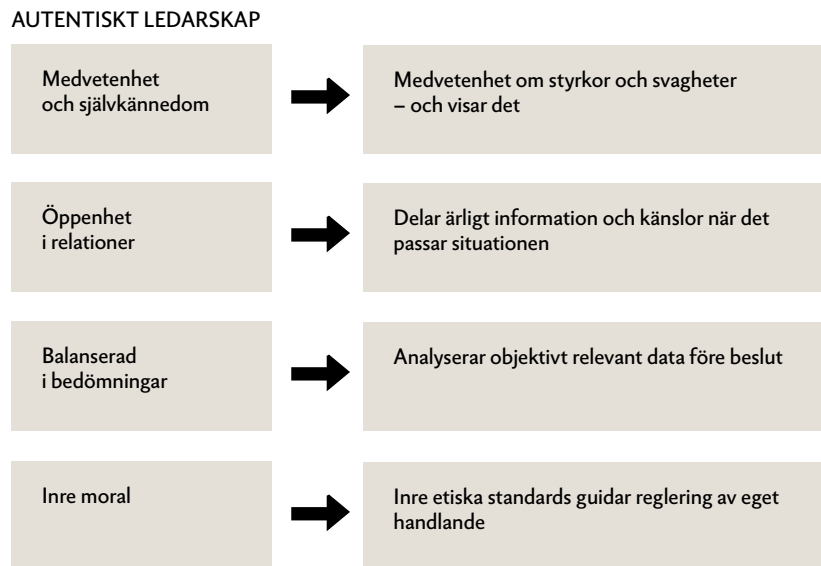 AUTENTISKT LEDARSKAP
Medvetenhet
och självkännedom
Medvetenhet om styrkor och svagheter
– och visar det
Öppenhet
i relationer
Delar ärligt information och känslor när det
passar situationen
Balanserad
i bedömningar
Analyserar objektivt relevant data före beslut
Inre moral
Inre etiska standards guidar reglering av eget
handlande